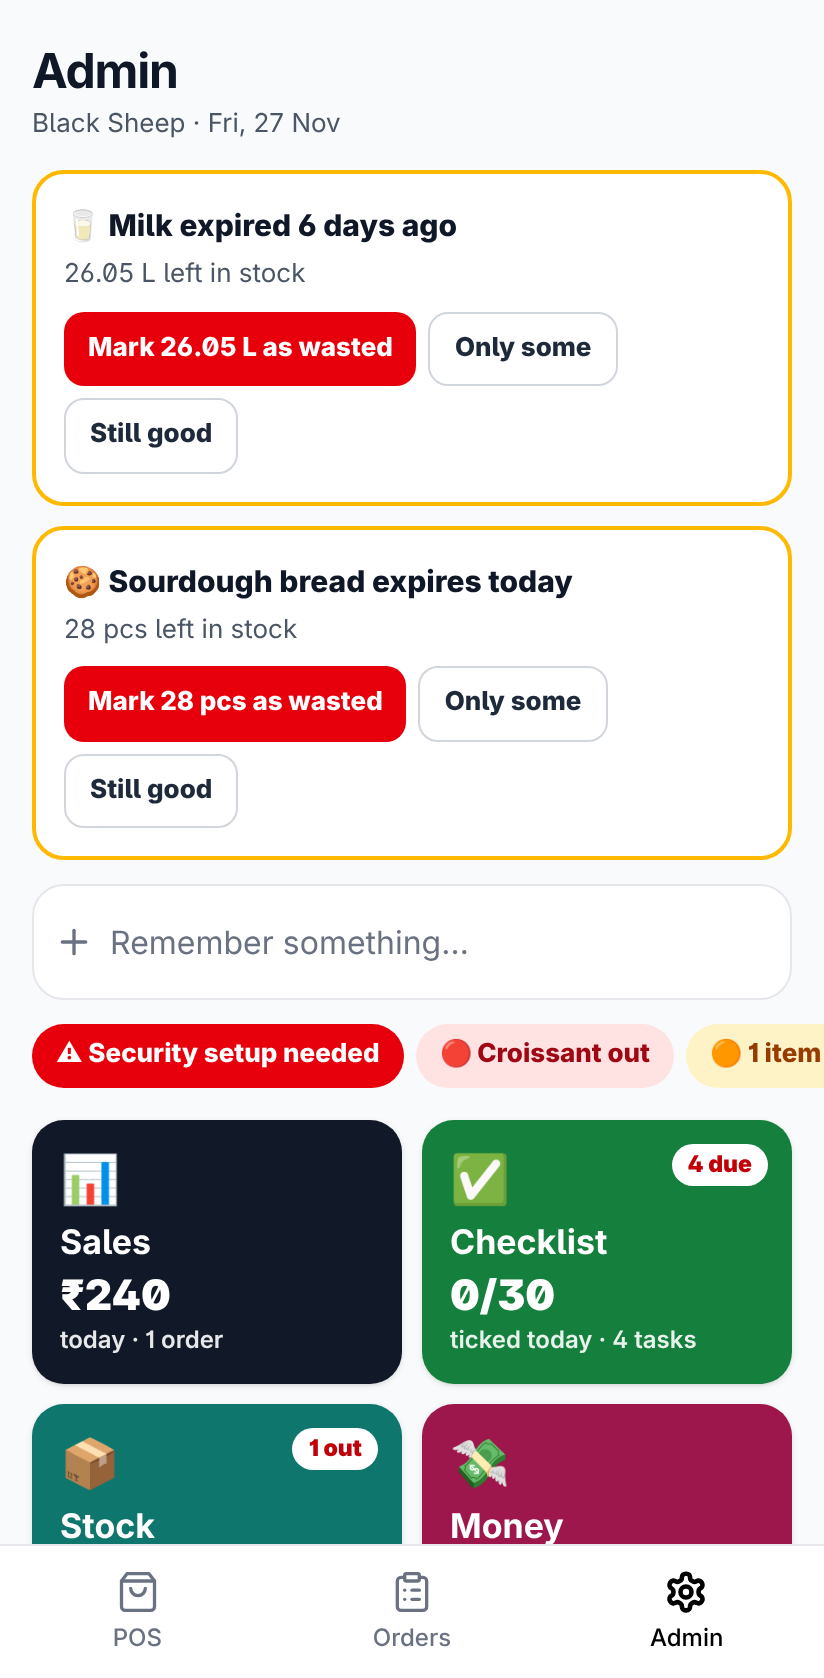 Admin
Black Sheep · Fri, 27 Nov
Milk expired 6 days ago
26.05 L left in stock
Mark 26.05 L as wasted
Only some
Still good
Sourdough bread expires today
28 pcs left in stock
Mark 28 pcs as wasted
Only some
Still good
Remember something...
Security setup needed
Croissant out
1 item
Sales
₹240
today · 1 order
4 due
Checklist
0/30
ticked today · 4 tasks
1 out
Stock
Money
POS
Orders
Admin